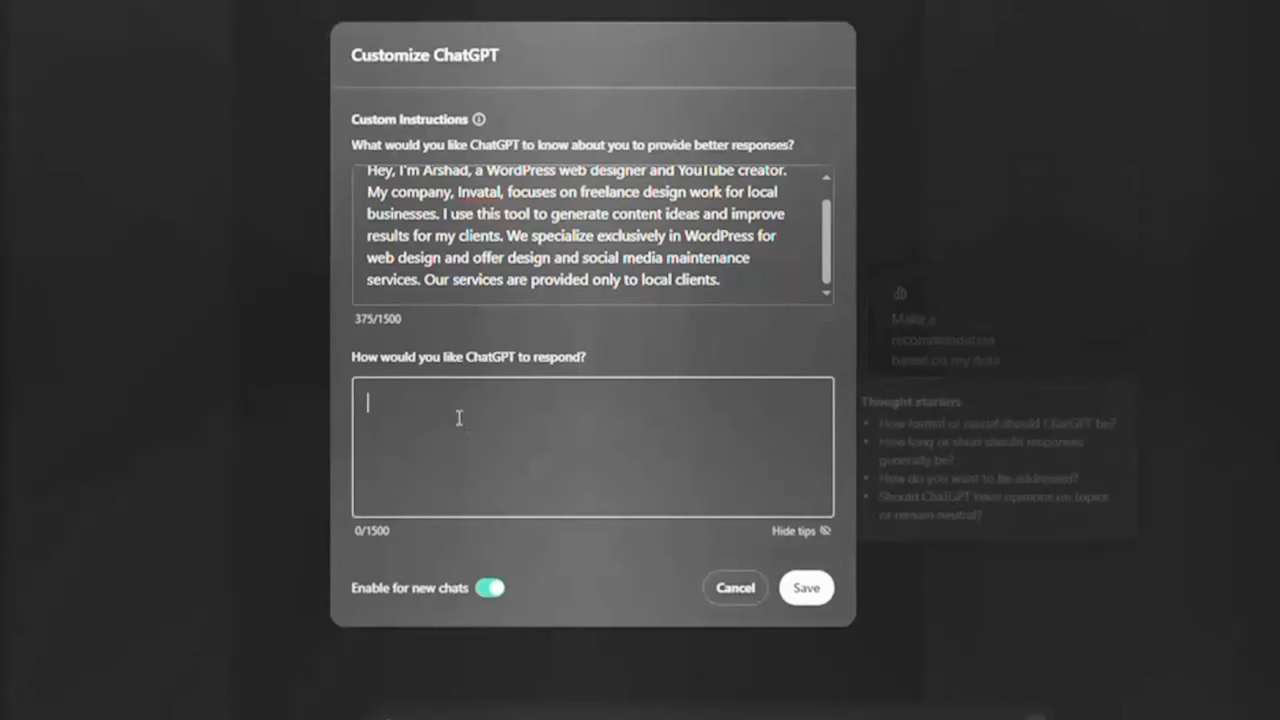 Customize ChatGPT
Custom Instructions
What would you like ChatGPT to know about you to provide better responses?
Hey, I'm Arshad, a WordPress web designer and YouTube creator.
My company, Invatal, focuses on freelance design work for local
businesses. I use this tool to generate content ideas and improve
results for my clients. We specialize exclusively in WordPress for
web design and offer design and social media maintenance
services. Our services are provided only to local clients.
375/1500
How would you like ChatGPT to respond?
0/1500
Hide tips
Enable for new chats
Cancel
Save
Make a
recommendation
based on my data
Thought starters
How formal or casual should ChatGPT be?
How long or short should responses
generally be?
How do you want to be addressed?
Should ChatGPT have opinions on topics
or remain neutral?